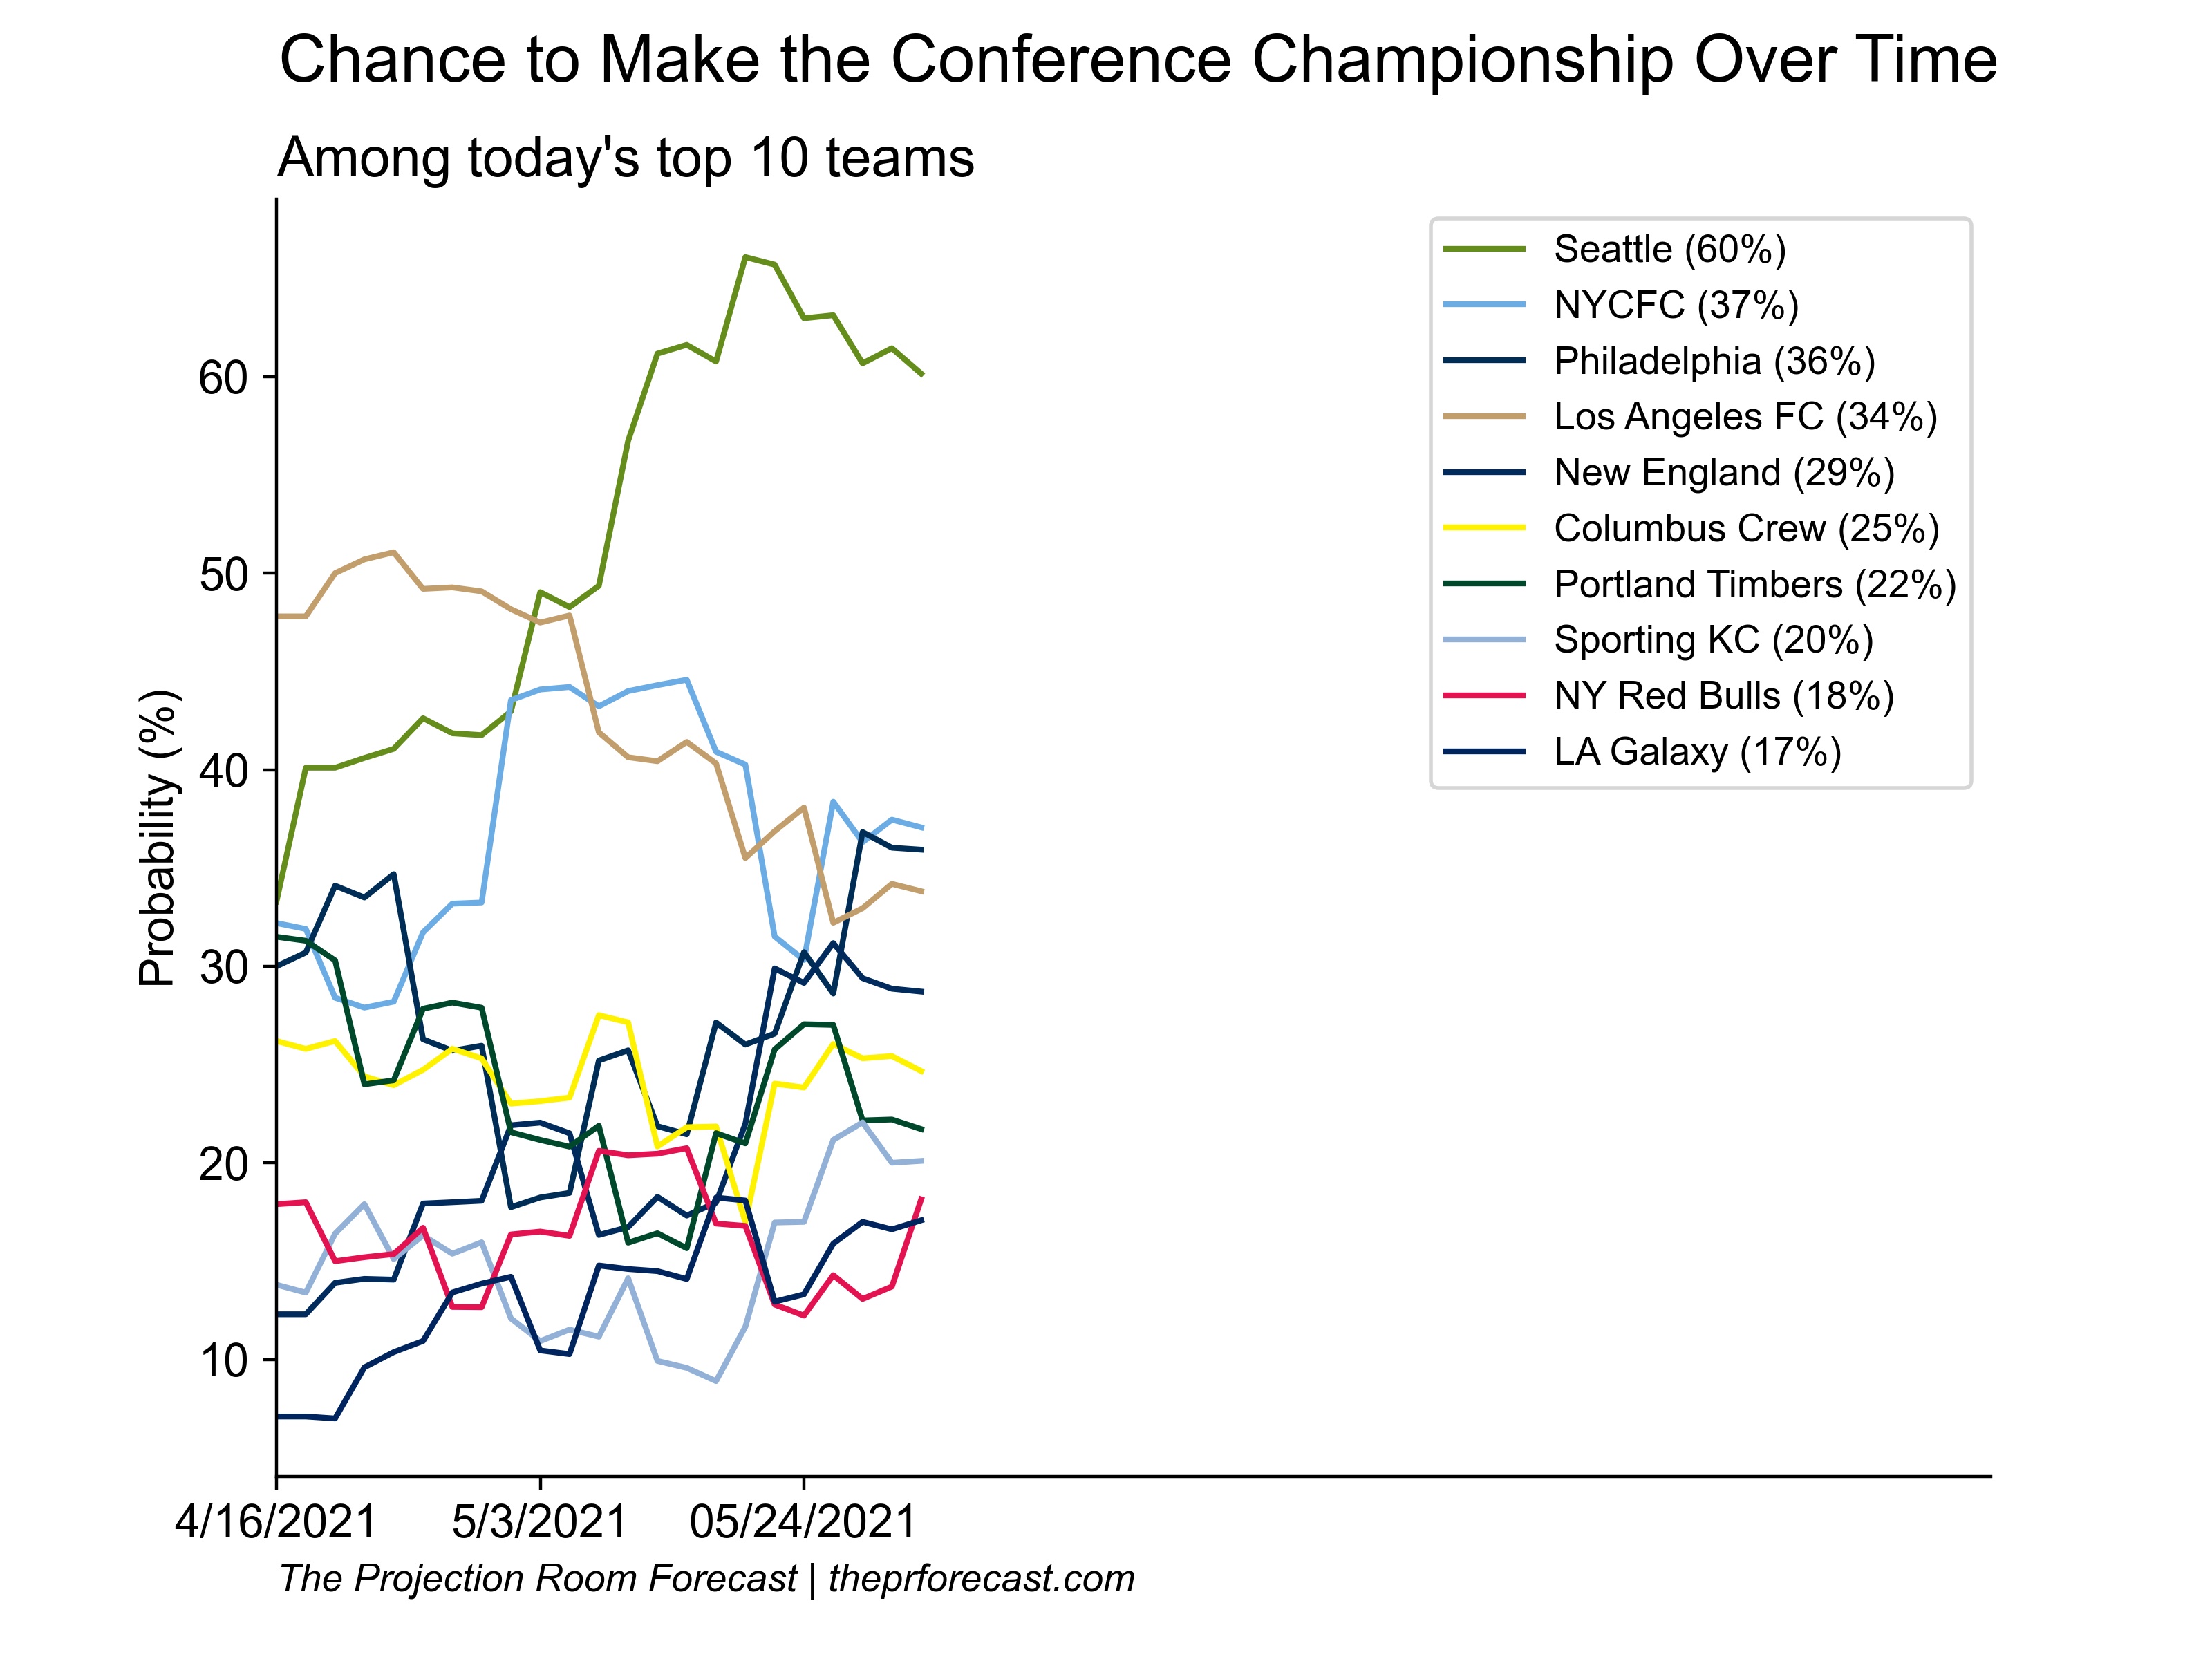 Chance to Make the Conference Championship Over Time
Among today's top 10 teams
Seattle (60%)
NYCFC (37%)
Philadelphia (36%)
Los Angeles FC (34%)
New England (29%)
Columbus Crew (25%)
Portland Timbers (22%)
Sporting KC (20%)
NY Red Bulls (18%)
LA Galaxy (17%)
Probability (%)
60
50
40
30
20
10
4/16/2021 5/3/2021 05/24/2021
The Projection Room Forecast | theprforecast.com